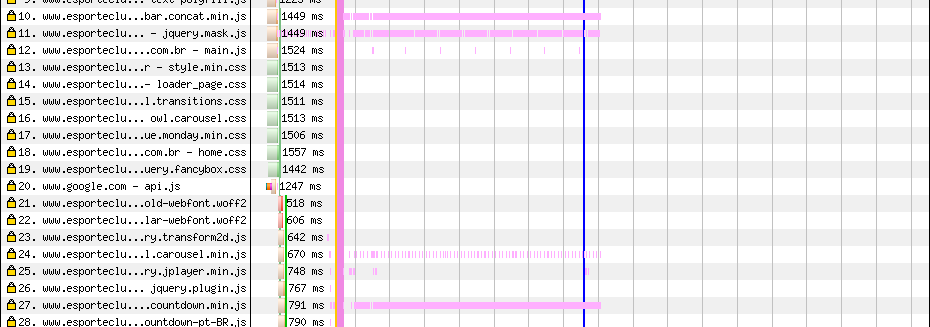 9. www.esporteclu... text-polyfill.js 1223 ms
10. www.esporteclu...bar.concat.min.js 1449 ms
11. www.esporteclu... - jquery.mask.js 1449 ms
12. www.esporteclu....com.br - main.js 1524 ms
13. www.esporteclu...r - style.min.css 1513 ms
14. www.esporteclu...- loader_page.css 1514 ms
15. www.esporteclu...l.transitions.css 1511 ms
16. www.esporteclu... owl.carousel.css 1513 ms
17. www.esporteclu...ue.monday.min.css 1506 ms
18. www.esporteclu...com.br - home.css 1557 ms
19. www.esporteclu...uery.fancybox.css 1442 ms
20. www.google.com - api.js 1247 ms
21. www.esporteclu...old-webfont.woff2 518 ms
22. www.esporteclu...lar-webfont.woff2 606 ms
23. www.esporteclu...ry.transform2d.js 642 ms
24. www.esporteclu...l.carousel.min.js 670 ms
25. www.esporteclu...ry.jplayer.min.js 748 ms
26. www.esporteclu... jquery.plugin.js 767 ms
27. www.esporteclu...countdown.min.js 791 ms
28. www.esporteclu...ountdown-pt-BR.js 790 ms